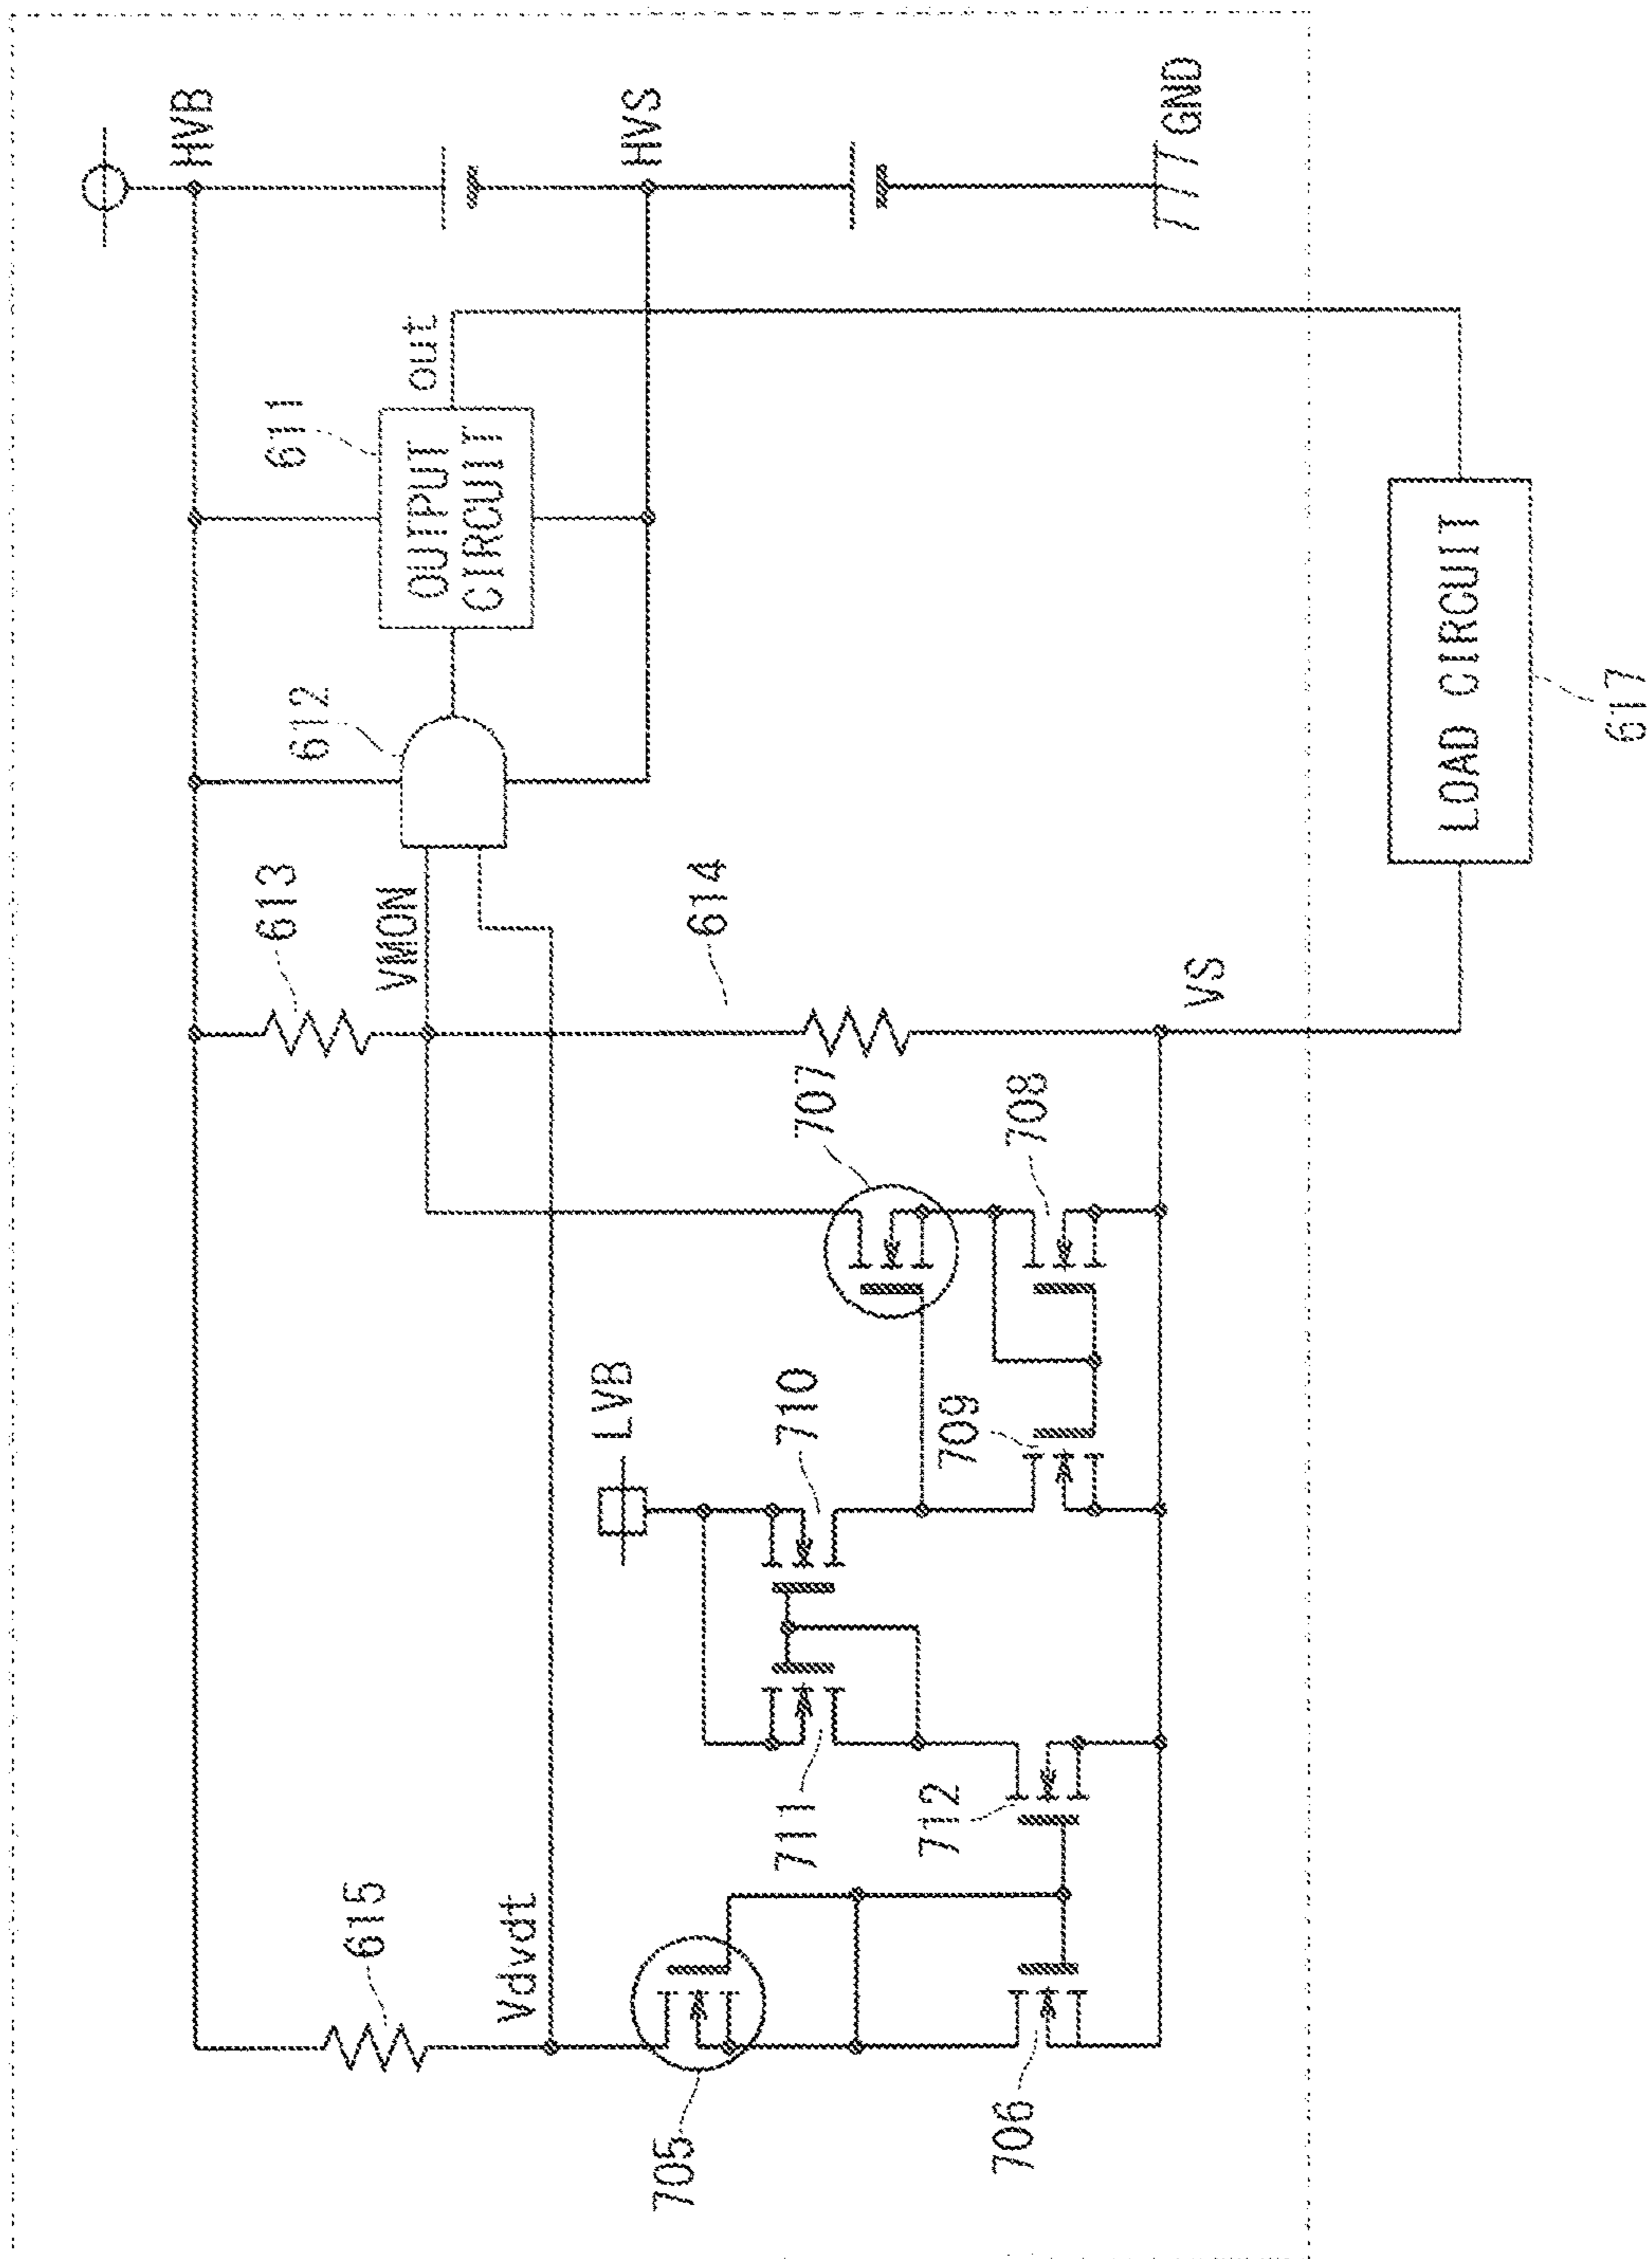 HVB
HVS
GND
out
611
OUTPUT
CIRCUIT
612
613
VMON
614
VS
LOAD CIRCUIT
617
707
708
709
LVB
710
711
712
615
Vdvdt
705
706